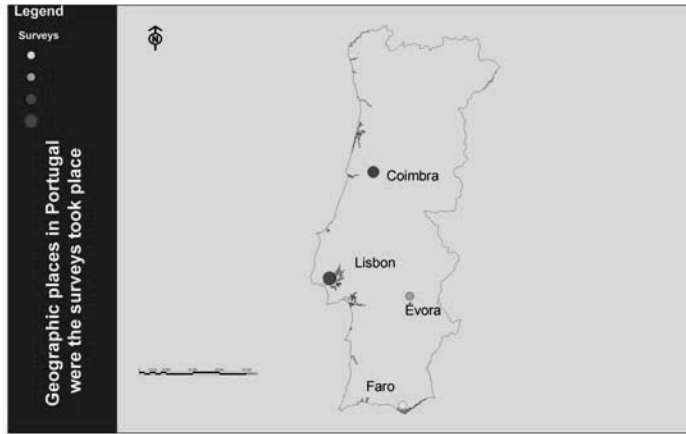 Legend
Surveys
Geographic places in Portugal
were the surveys took place
N
Coimbra
Lisbon
Évora
Faro